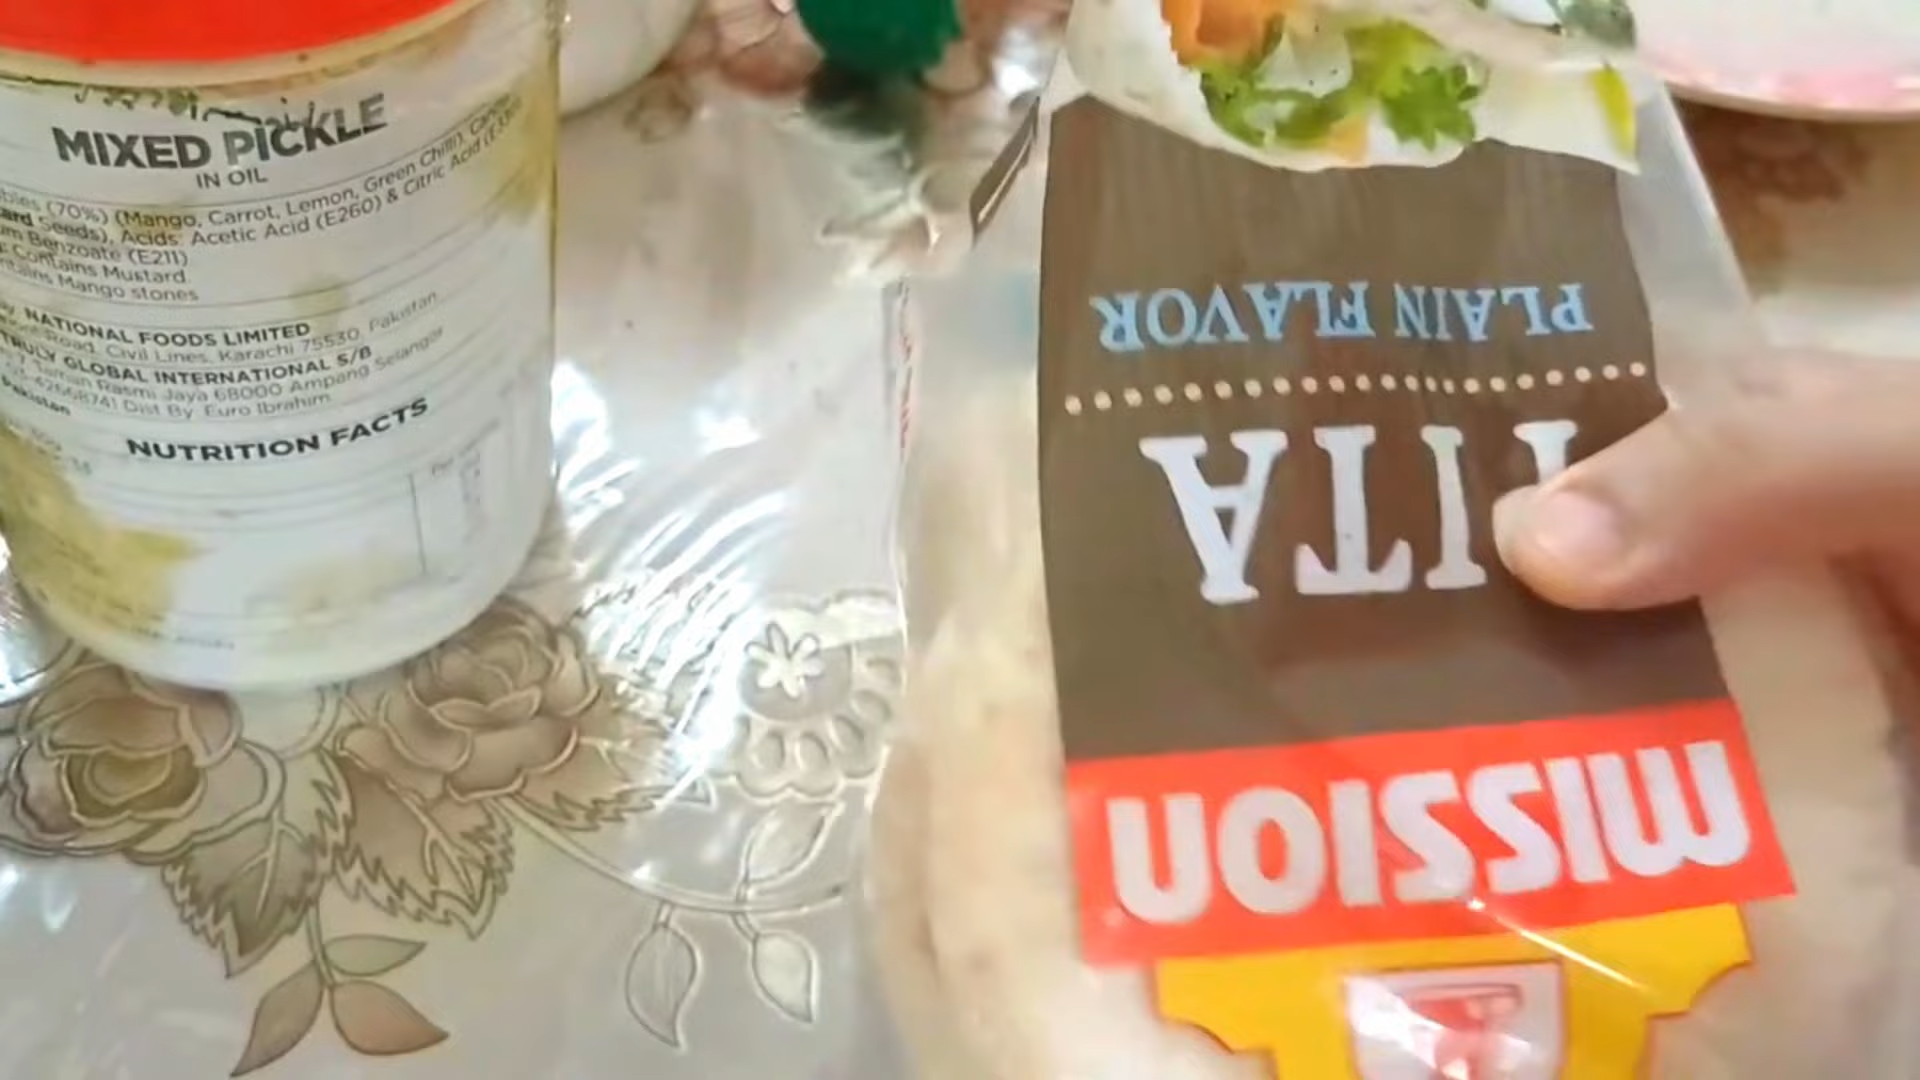 MIXED PICKLE
IN OIL
(70%) (Mango, Carrot, Lemon, Green Chilli),
Seeds), Acids: Acetic Acid (E260) & Citric Acid
Benzoate (E211)
Contains Mustard
Mango stones
NATIONAL FOODS LIMITED
Road, Civil Lines, Karachi 75530, Pakistan
TRULY GLOBAL INTERNATIONAL S/B
Taman Rasmi Jaya 68000 Ampang Selangor
Dist By Euro Ibrahim
Pakistan
NUTRITION FACTS
MISSION
ITA
PLAIN FLAVOR